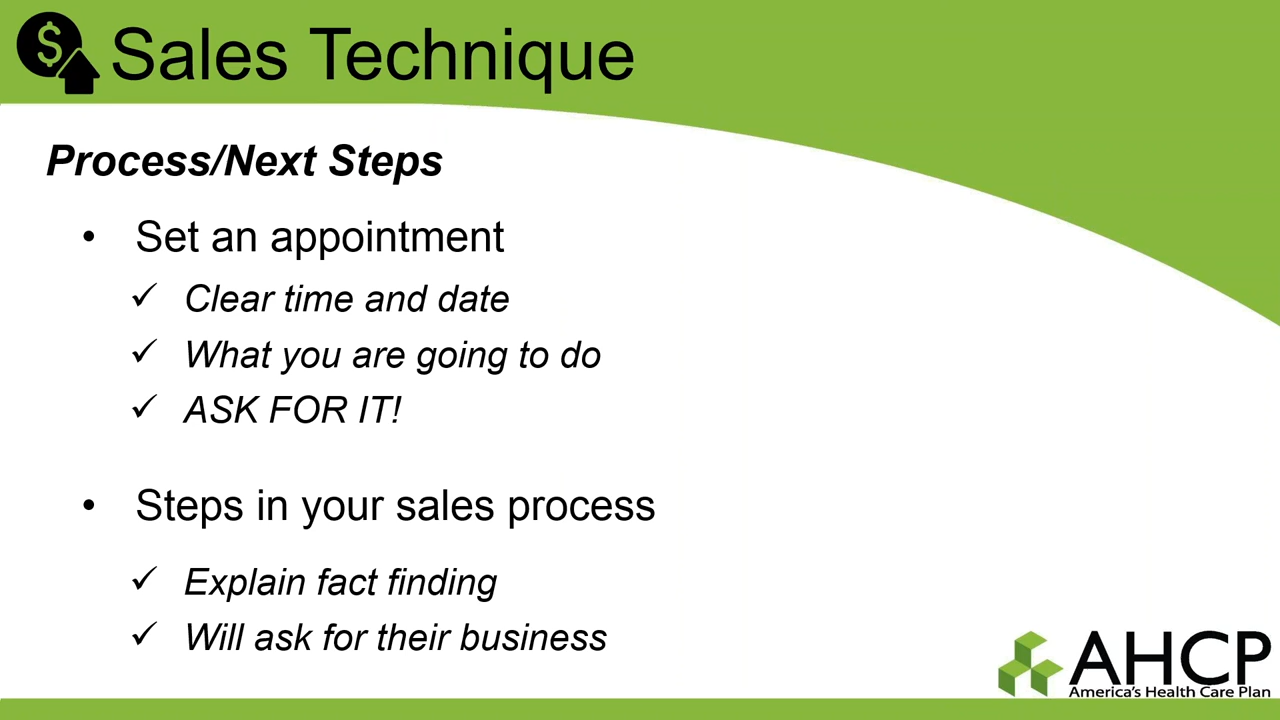 $ Sales Technique
Process/Next Steps
• Set an appointment
✓ Clear time and date
✓ What you are going to do
✓ ASK FOR IT!
• Steps in your sales process
✓ Explain fact finding
✓ Will ask for their business
AHCP
America's Health Care Plan